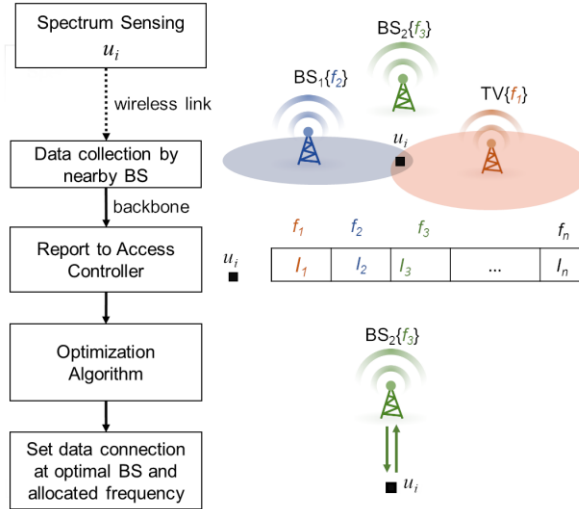 Spectrum Sensing
u_i
wireless link
Data collection by
nearby BS
backbone
Report to Access
Controller
Optimization
Algorithm
Set data connection
at optimal BS and
allocated frequency
BS₂{f₃}
BS₁{f₂}
TV{f₁}
u_i
f₁ f₂ f₃ fₙ
u_i
I₁ I₂ I₃ ... Iₙ
BS₂{f₃}
u_i